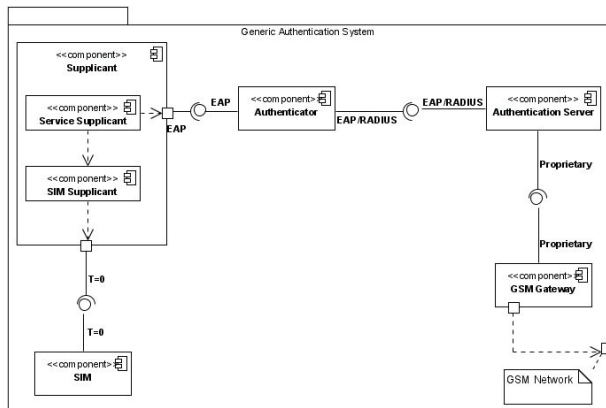 Generic Authentication System
<<component>>
Supplicant
<<component>>
Service Supplicant
<<component>>
SIM Supplicant
EAP
EAP
<<component>>
Authenticator
EAP/RADIUS
EAP/RADIUS
<<component>>
Authentication Server
Proprietary
Proprietary
<<component>>
GSM Gateway
GSM Network
T=0
T=0
<<component>>
SIM